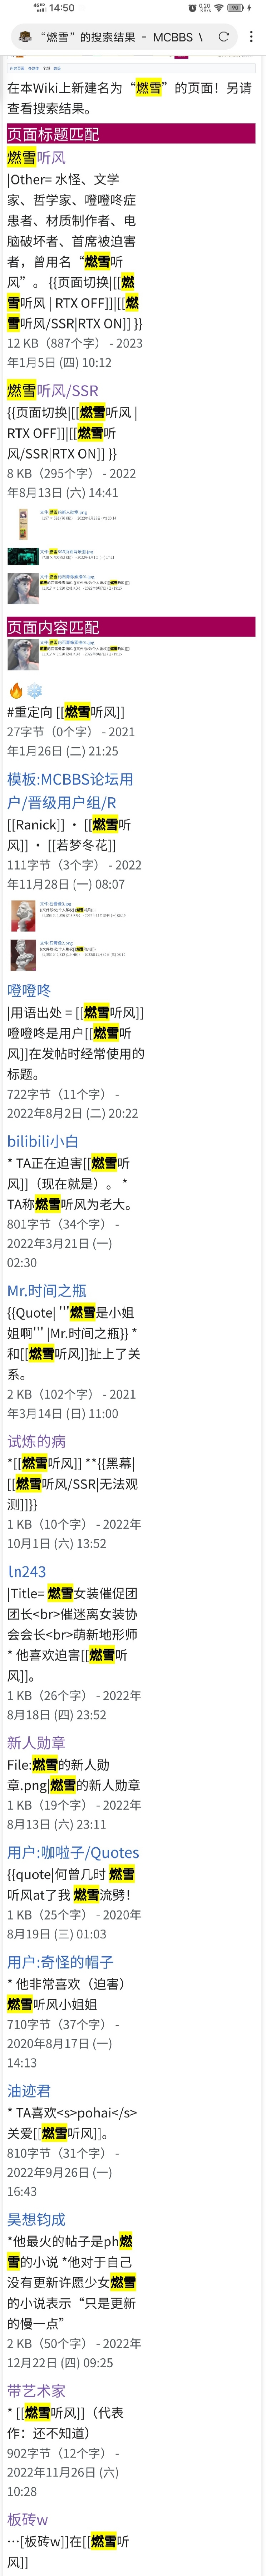 14:50
“燃雪”的搜索结果 - MCBBS W
在本Wiki上新建名为“燃雪”的页面！另请
查看搜索结果。
页面标题匹配
燃雪听风
|Other= 水怪、文学
家、哲学家、噔噔咚症
患者、材质制作者、电
脑破坏者、首席被迫害
者，曾用名“燃雪听
风”。 {{页面切换|[[燃
雪听风 | RTX OFF]]|[[燃
雪听风/SSR|RTX ON]] }}
12 KB（887个字） - 2023
年1月5日 (四) 10:12
燃雪听风/SSR
{{页面切换|[[燃雪听风 |
RTX OFF]]|[[燃雪听
风/SSR|RTX ON]] }}
8 KB（295个字） - 2022
年8月13日 (六) 14:41
页面内容匹配
🔥❄️
#重定向 [[燃雪听风]]
27字节（0个字） - 2021
年1月26日 (二) 21:25
模板:MCBBS论坛用
户/晋级用户组/R
[[Ranick]] • [[燃雪听
风]] • [[若梦冬花]]
111字节（3个字） - 2022
年11月28日 (一) 08:07
噔噔咚
|用语出处 = [[燃雪听风]]
噔噔咚是用户[[燃雪听
风]]在发帖时经常使用的
标题。
722字节（11个字） -
2022年8月2日 (二) 20:22
bilibili小白
* TA正在迫害[[燃雪听
风]]（现在就是）。 *
TA称燃雪听风为老大。
801字节（34个字） -
2022年3月21日 (一)
02:30
Mr.时间之瓶
{{Quote| '''燃雪是小姐
姐啊''' |Mr.时间之瓶}} *
和[[燃雪听风]]扯上了关
系。
2 KB（102个字） - 2021
年3月14日 (日) 11:00
试炼的病
*[[燃雪听风]] **{{黑幕|
[[燃雪听风/SSR|无法观
测]]}}
1 KB（10个字） - 2022年
10月1日 (六) 13:52
ln243
|Title= 燃雪女装催促团
团长<br>催迷离女装协
会会长<br>萌新地形师
* 他喜欢迫害[[燃雪听
风]]。
1 KB（26个字） - 2022年
8月18日 (四) 23:52
新人勋章
File:燃雪的新人勋
章.png|燃雪的新人勋章
1 KB（19个字） - 2022年
8月13日 (六) 23:11
用户:咖啦子/Quotes
{{quote|何曾几时 燃雪
听风at了我 燃雪流劈！
1 KB（25个字） - 2020年
8月19日 (三) 01:03
用户:奇怪的帽子
* 他非常喜欢（迫害）
燃雪听风小姐姐
710字节（37个字） -
2020年8月17日 (一)
14:13
油迹君
* TA喜欢<s>pohai</s>
关爱[[燃雪听风]]。
810字节（31个字） -
2022年9月26日 (一)
16:43
昊想钧成
*他最火的帖子是ph燃
雪的小说 *他对于自己
没有更新许愿少女燃雪
的小说表示“只是更新
的慢一点”
2 KB（50个字） - 2022年
12月22日 (四) 09:25
带艺术家
* [[燃雪听风]]（代表
作：还不知道）
902字节（12个字） -
2022年11月26日 (六)
10:28
板砖w
…[板砖w]]在[[燃雪听
风]]